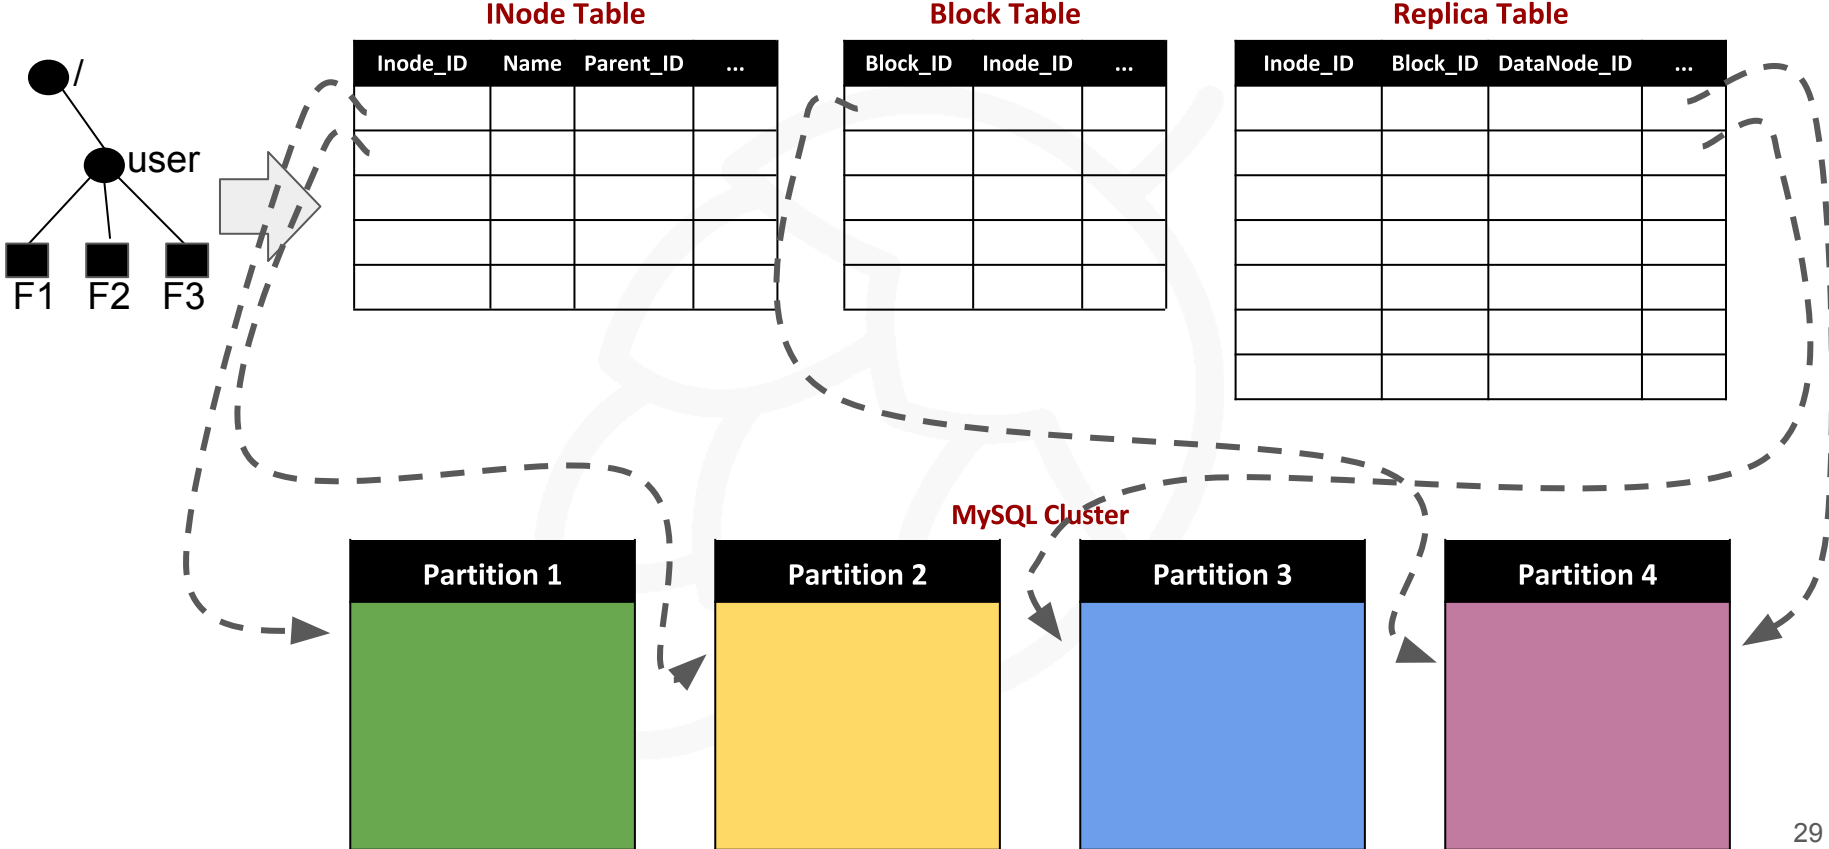 INode Table
Block Table
Replica Table
Inode_ID Name Parent_ID ...
Block_ID Inode_ID ...
Inode_ID Block_ID DataNode_ID ...
/
user
F1 F2 F3
MySQL Cluster
Partition 1
Partition 2
Partition 3
Partition 4
29